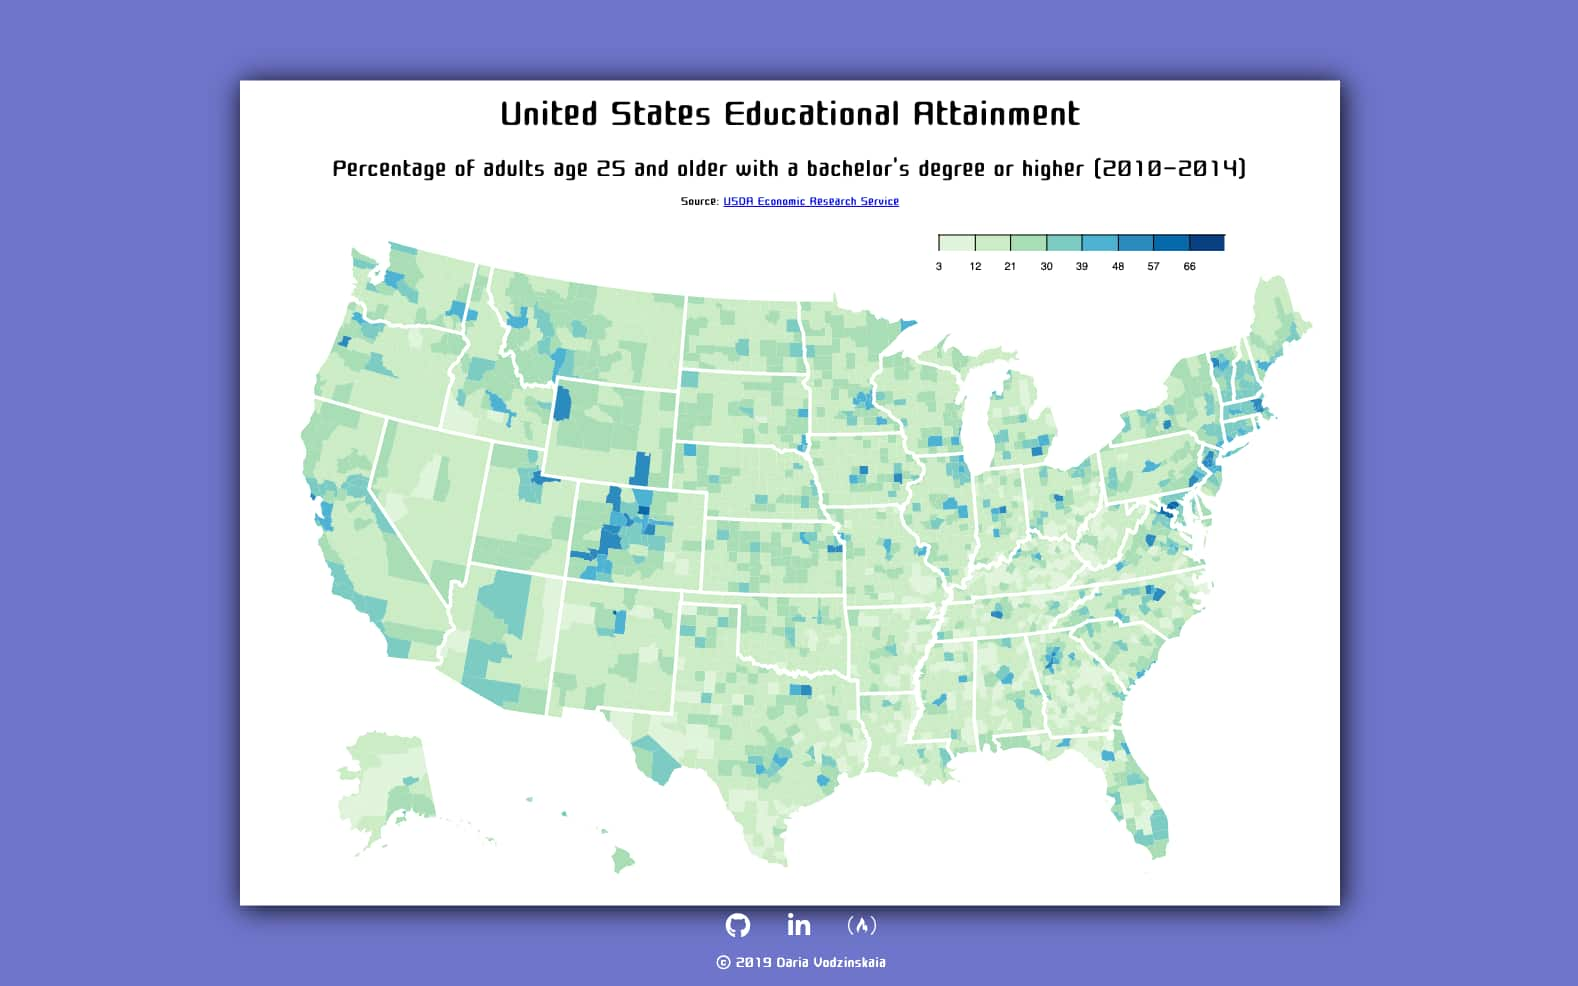 United States Educational Attainment
Percentage of adults age 25 and older with a bachelor's degree or higher (2010-2014)
Source: USDA Economic Research Service
3 12 21 30 39 48 57 66
in
© 2019 Daria Vodzinskaia